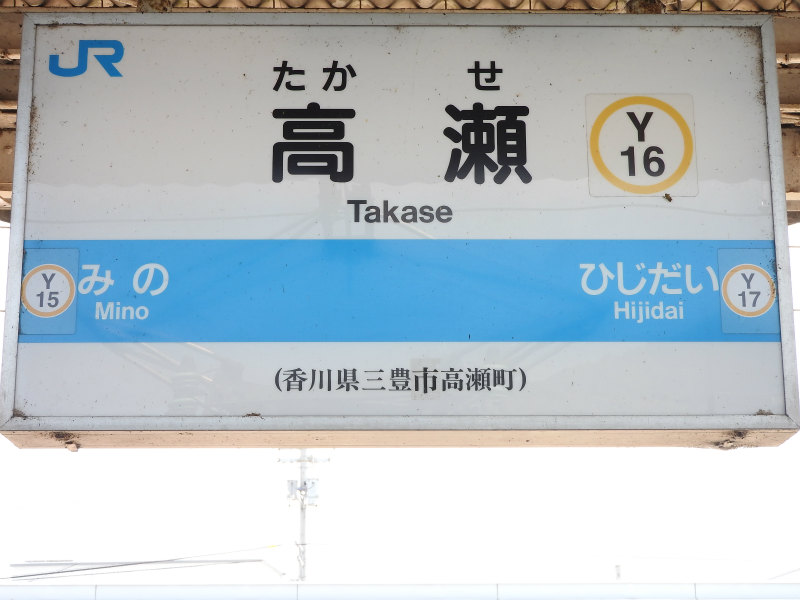 JR
たかせ
高瀬
Y
16
Takase
Y
15
みの
Mino
ひじだい
Hijidai
Y
17
(香川県三豊市高瀬町)